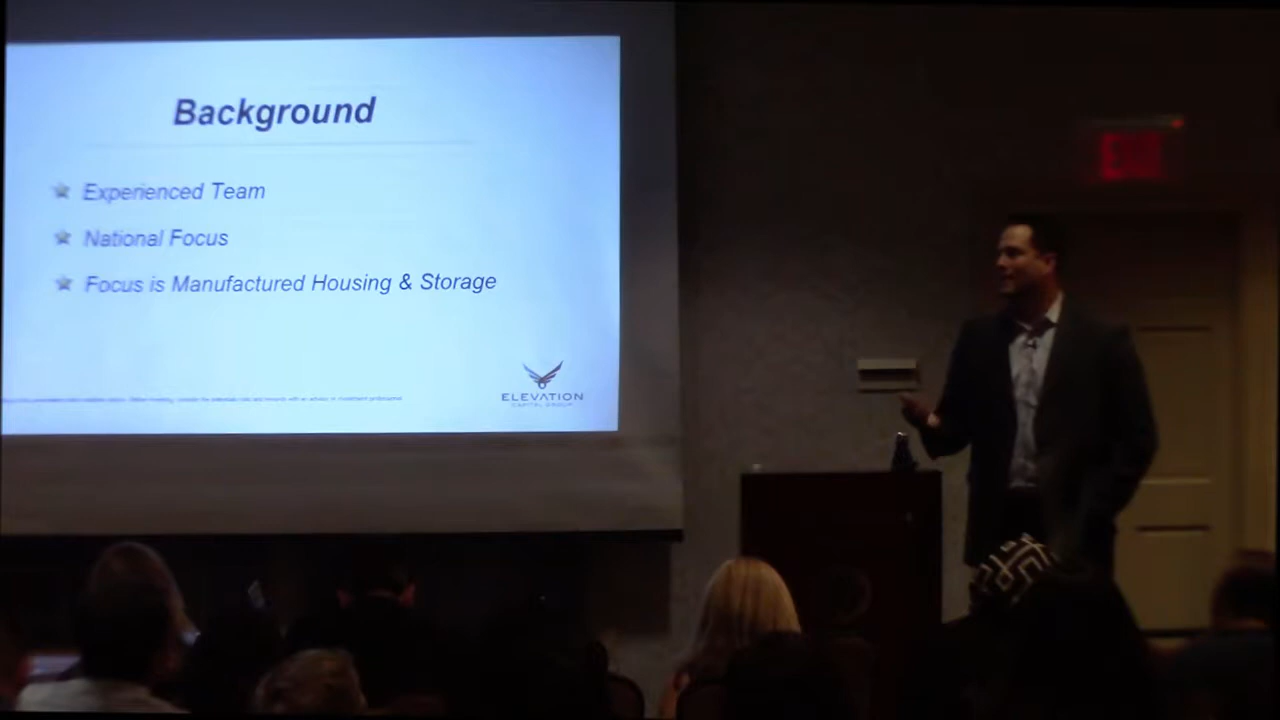 Background
Experienced Team
National Focus
Focus is Manufactured Housing & Storage
ELEVATION
CAPITAL GROUP
EXIT